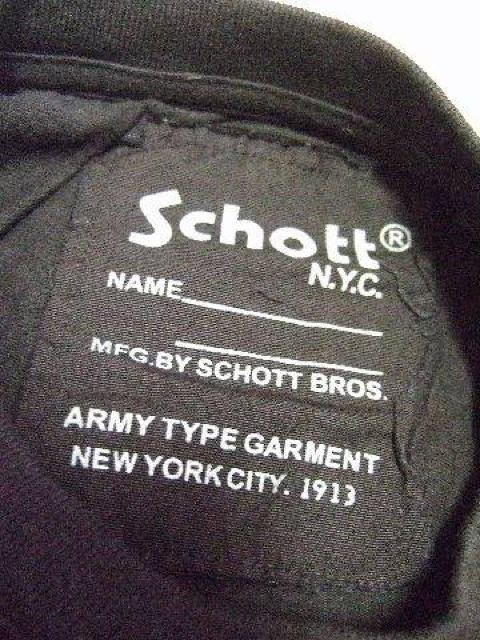 Schott®
N.Y.C.
NAME
MFG.BY SCHOTT BROS.
ARMY TYPE GARMENT
NEW YORK CITY. 1913